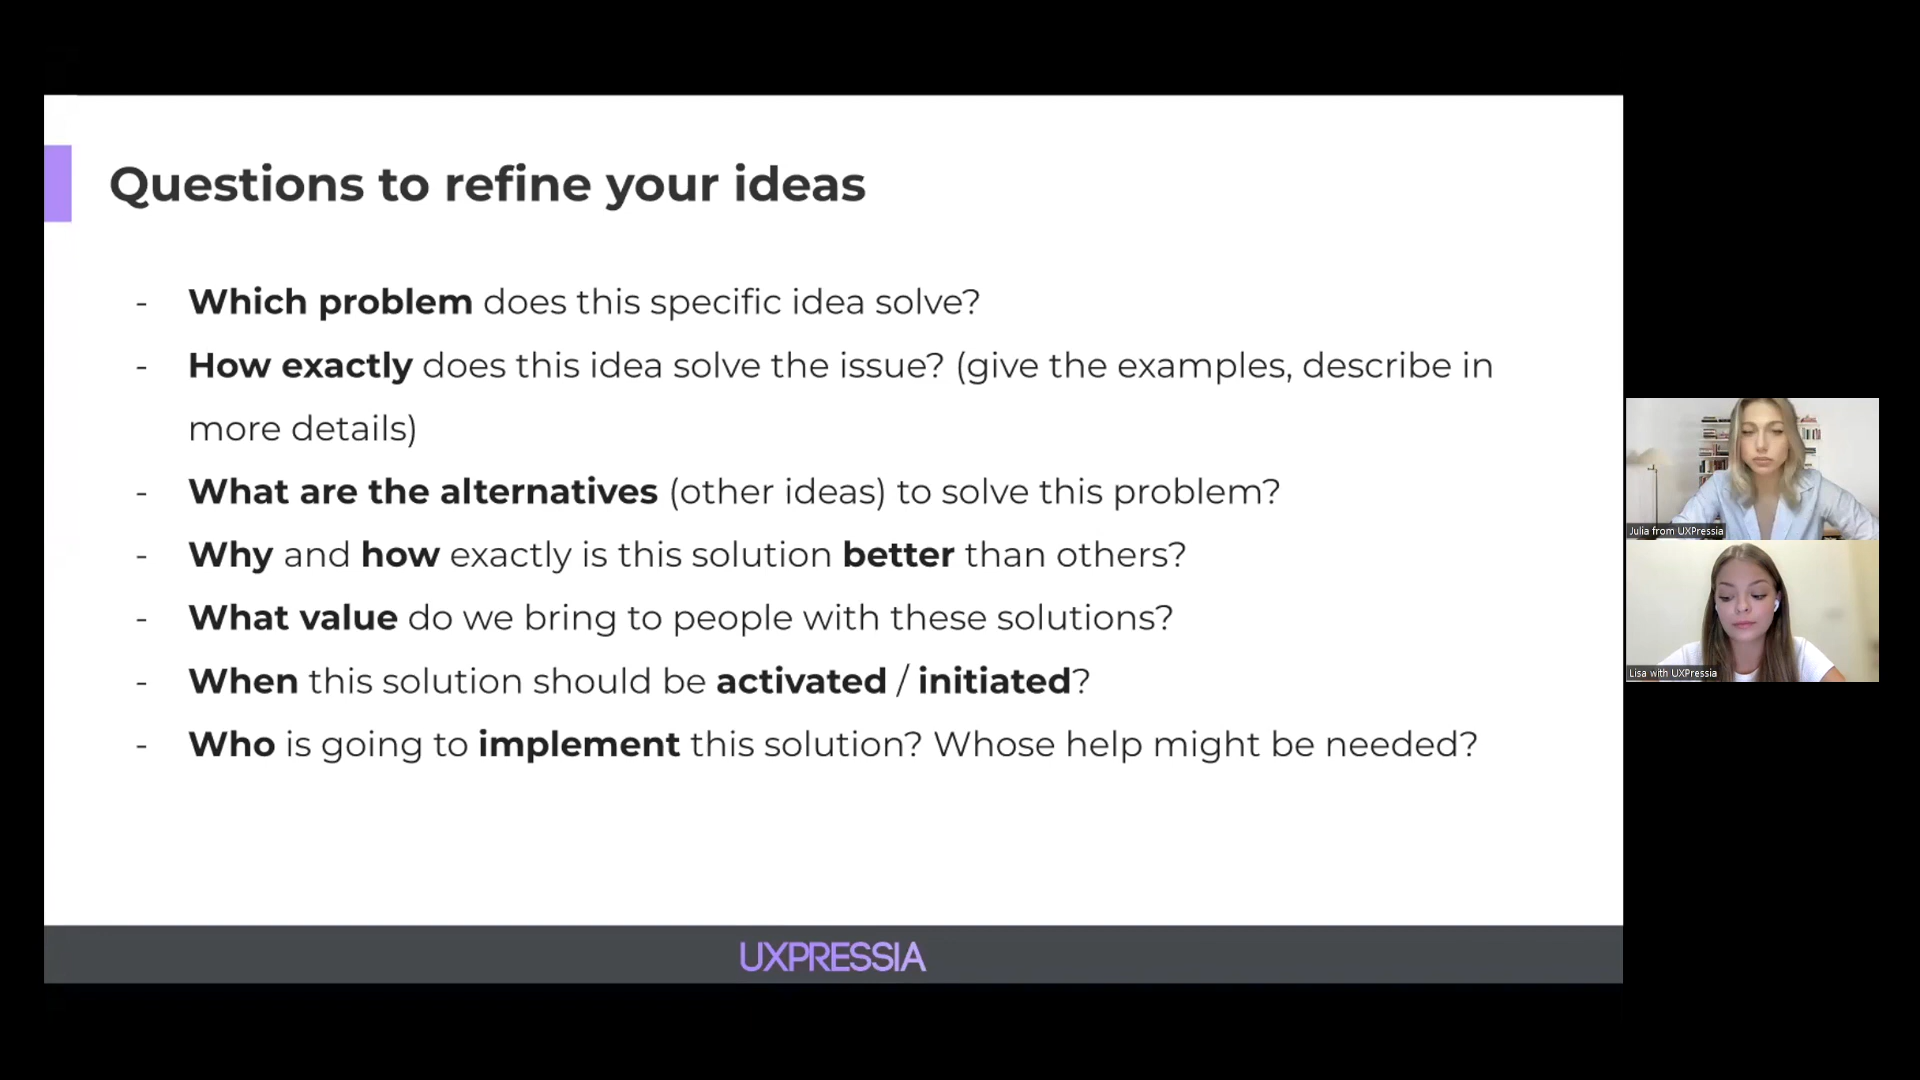 Questions to refine your ideas
- Which problem does this specific idea solve?
- How exactly does this idea solve the issue? (give the examples, describe in
more details)
- What are the alternatives (other ideas) to solve this problem?
- Why and how exactly is this solution better than others?
- What value do we bring to people with these solutions?
- When this solution should be activated / initiated?
- Who is going to implement this solution? Whose help might be needed?
UXPRESSIA
Julia from UXPressia
Lisa with UXPressia